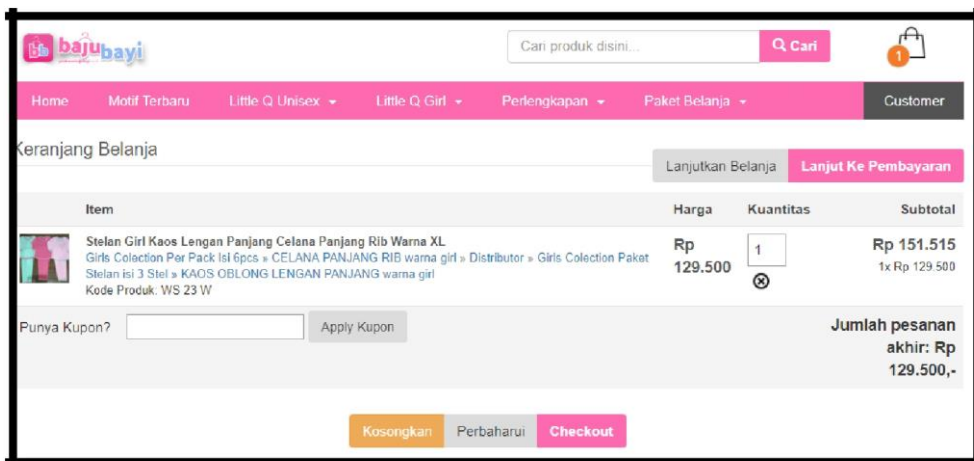 bb bajubayi
Cari produk disini...
Cari
1
Home Motif Terbaru Little Q Unisex Little Q Girl Perlengkapan Paket Belanja Customer
Keranjang Belanja
Lanjutkan Belanja Lanjut Ke Pembayaran
Item Harga Kuantitas Subtotal
Stelan Girl Kaos Lengan Panjang Celana Panjang Rib Warna XL
Girls Colection Per Pack Isi 6pcs » CELANA PANJANG RIB warna girl » Distributor » Girls Colection Paket
Stelan isi 3 Stel » KAOS OBLONG LENGAN PANJANG warna girl
Kode Produk: WS 23 W
Rp
129.500
1
Rp 151.515
1x Rp 129.500
Punya Kupon? Apply Kupon
Jumlah pesanan
akhir: Rp
129.500,-
Kosongkan Perbaharui Checkout